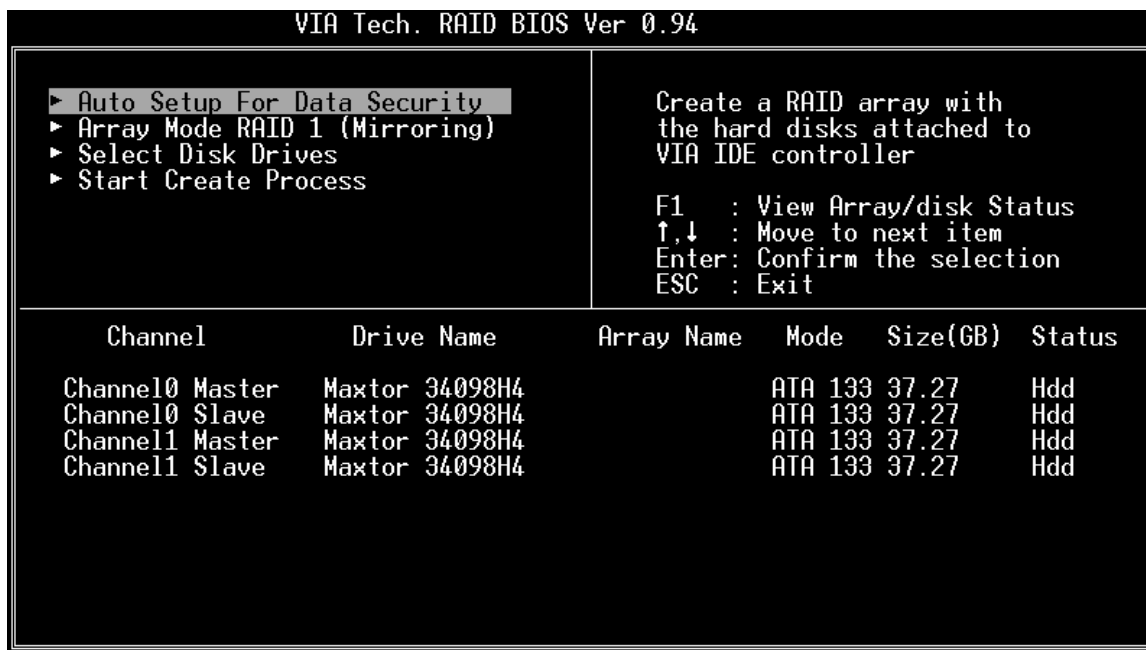 VIA Tech. RAID BIOS Ver 0.94
► Auto Setup For Data Security
► Array Mode RAID 1 (Mirroring)
► Select Disk Drives
► Start Create Process
Create a RAID array with
the hard disks attached to
VIA IDE controller
F1 : View Array/disk Status
↑,↓ : Move to next item
Enter: Confirm the selection
ESC : Exit
Channel Drive Name Array Name Mode Size(GB) Status
Channel0 Master Maxtor 34098H4 ATA 133 37.27 Hdd
Channel0 Slave Maxtor 34098H4 ATA 133 37.27 Hdd
Channel1 Master Maxtor 34098H4 ATA 133 37.27 Hdd
Channel1 Slave Maxtor 34098H4 ATA 133 37.27 Hdd